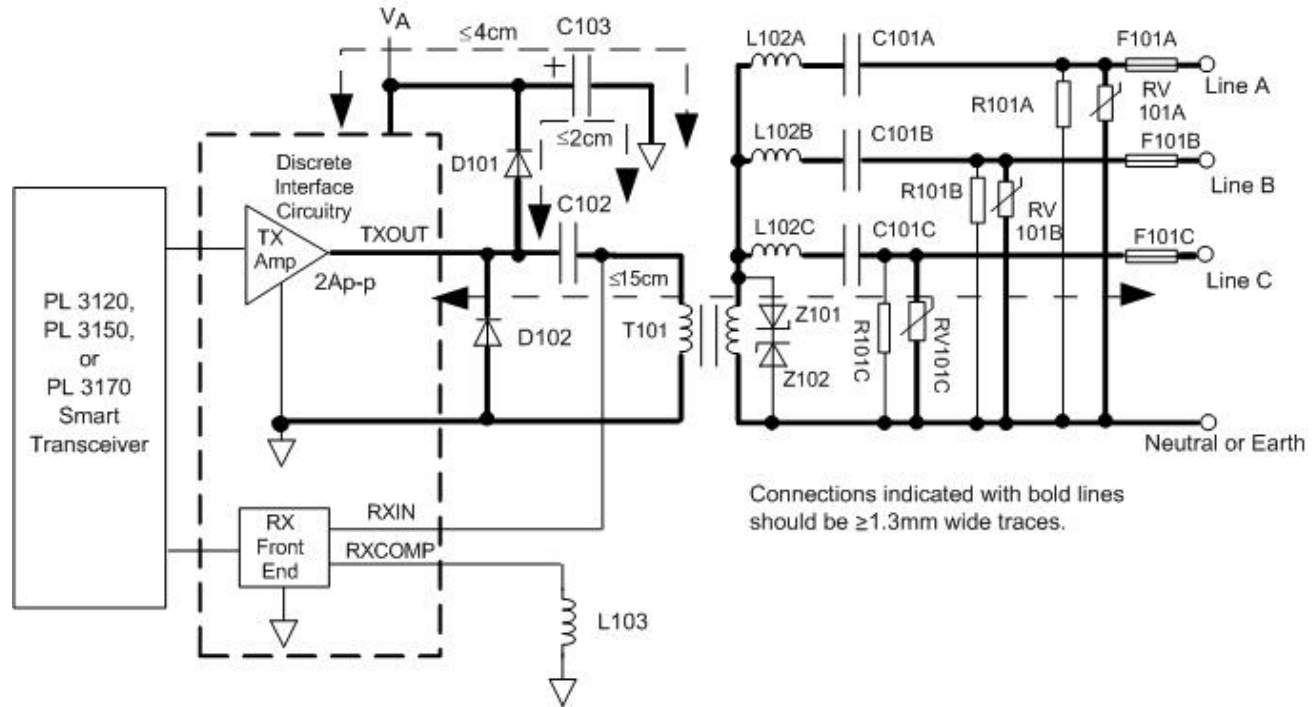 VA
≤4cm
C103
+
L102A
C101A
F101A
Line A
R101A
RV
101A
Discrete
Interface
Circuitry
D101
≤2cm
L102B
C101B
F101B
Line B
R101B
RV
101B
TX
Amp
TXOUT
2Ap-p
C102
L102C
C101C
F101C
Line C
≤15cm
PL 3120,
PL 3150,
or
PL 3170
Smart
Transceiver
D102
T101
Z101
Z102
R101C
RV101C
Neutral or Earth
Connections indicated with bold lines
should be ≥1.3mm wide traces.
RX
Front
End
RXIN
RXCOMP
L103